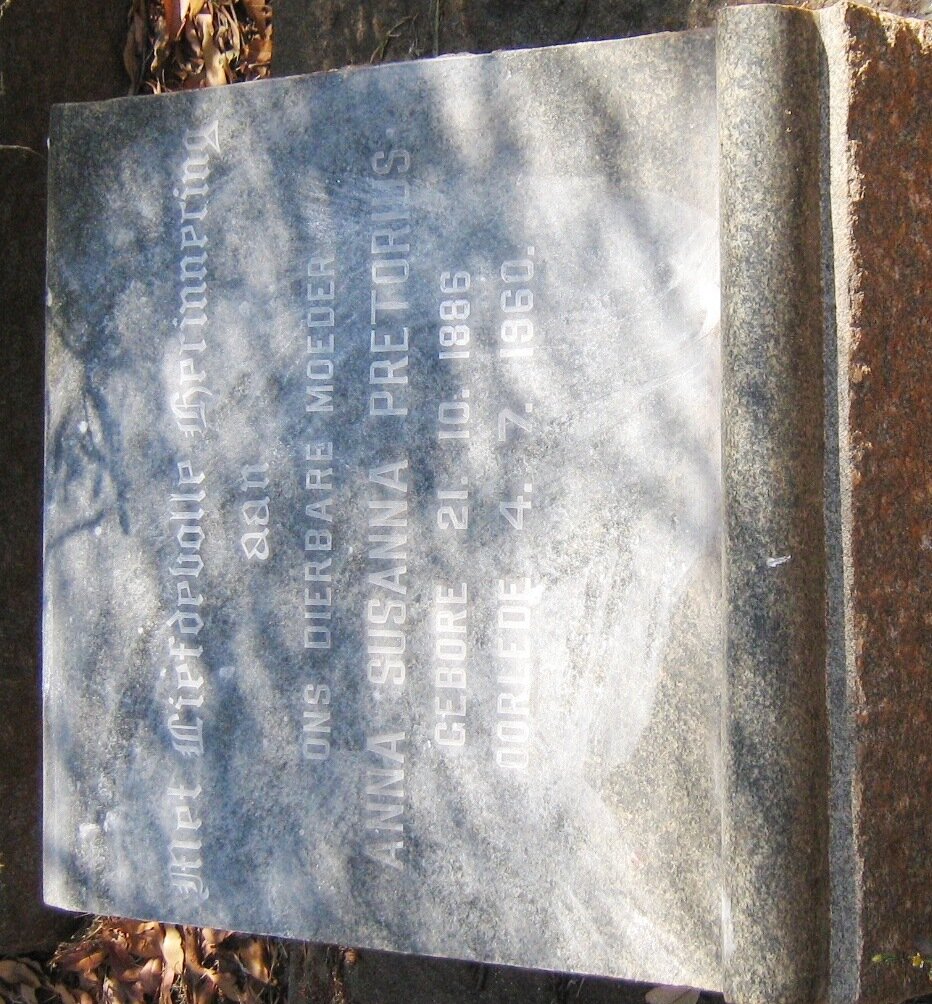 Met Liefdevolle Herinnering
aan
ONS DIERBARE MOEDER
ANNA SUSANNA PRETORIUS.
GEBORE 21. 10. 1886
OORLEDE 4. 7. 1960.